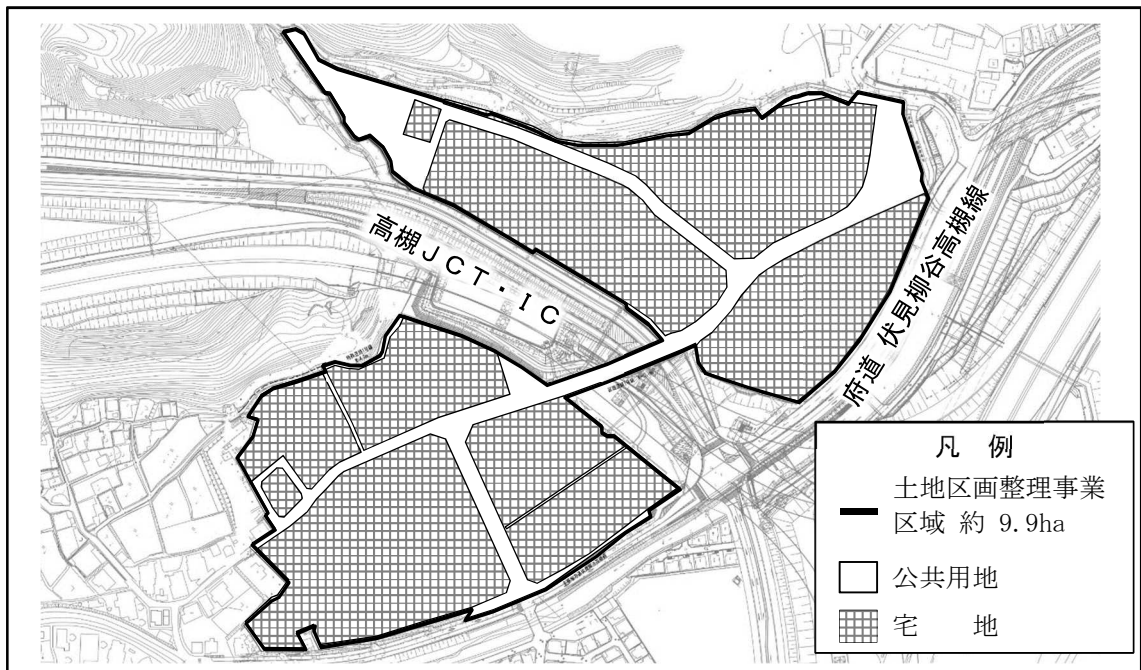 高槻ＪＣＴ・ＩＣ
府道 伏見柳谷高槻線
凡 例
土地区画整理事業
区域 約 9.9ha
公共用地
宅 地